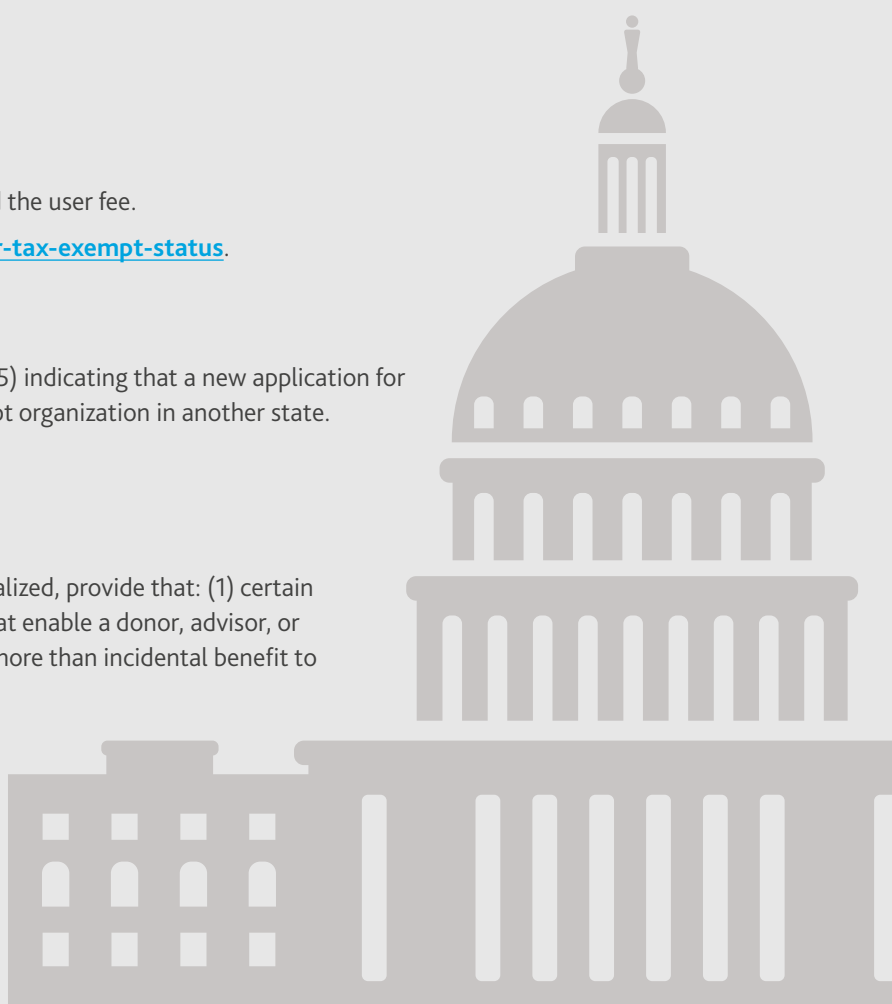 the user fee.
r-tax-exempt-status.
5) indicating that a new application for
ot organization in another state.
alized, provide that: (1) certain
at enable a donor, advisor, or
more than incidental benefit to